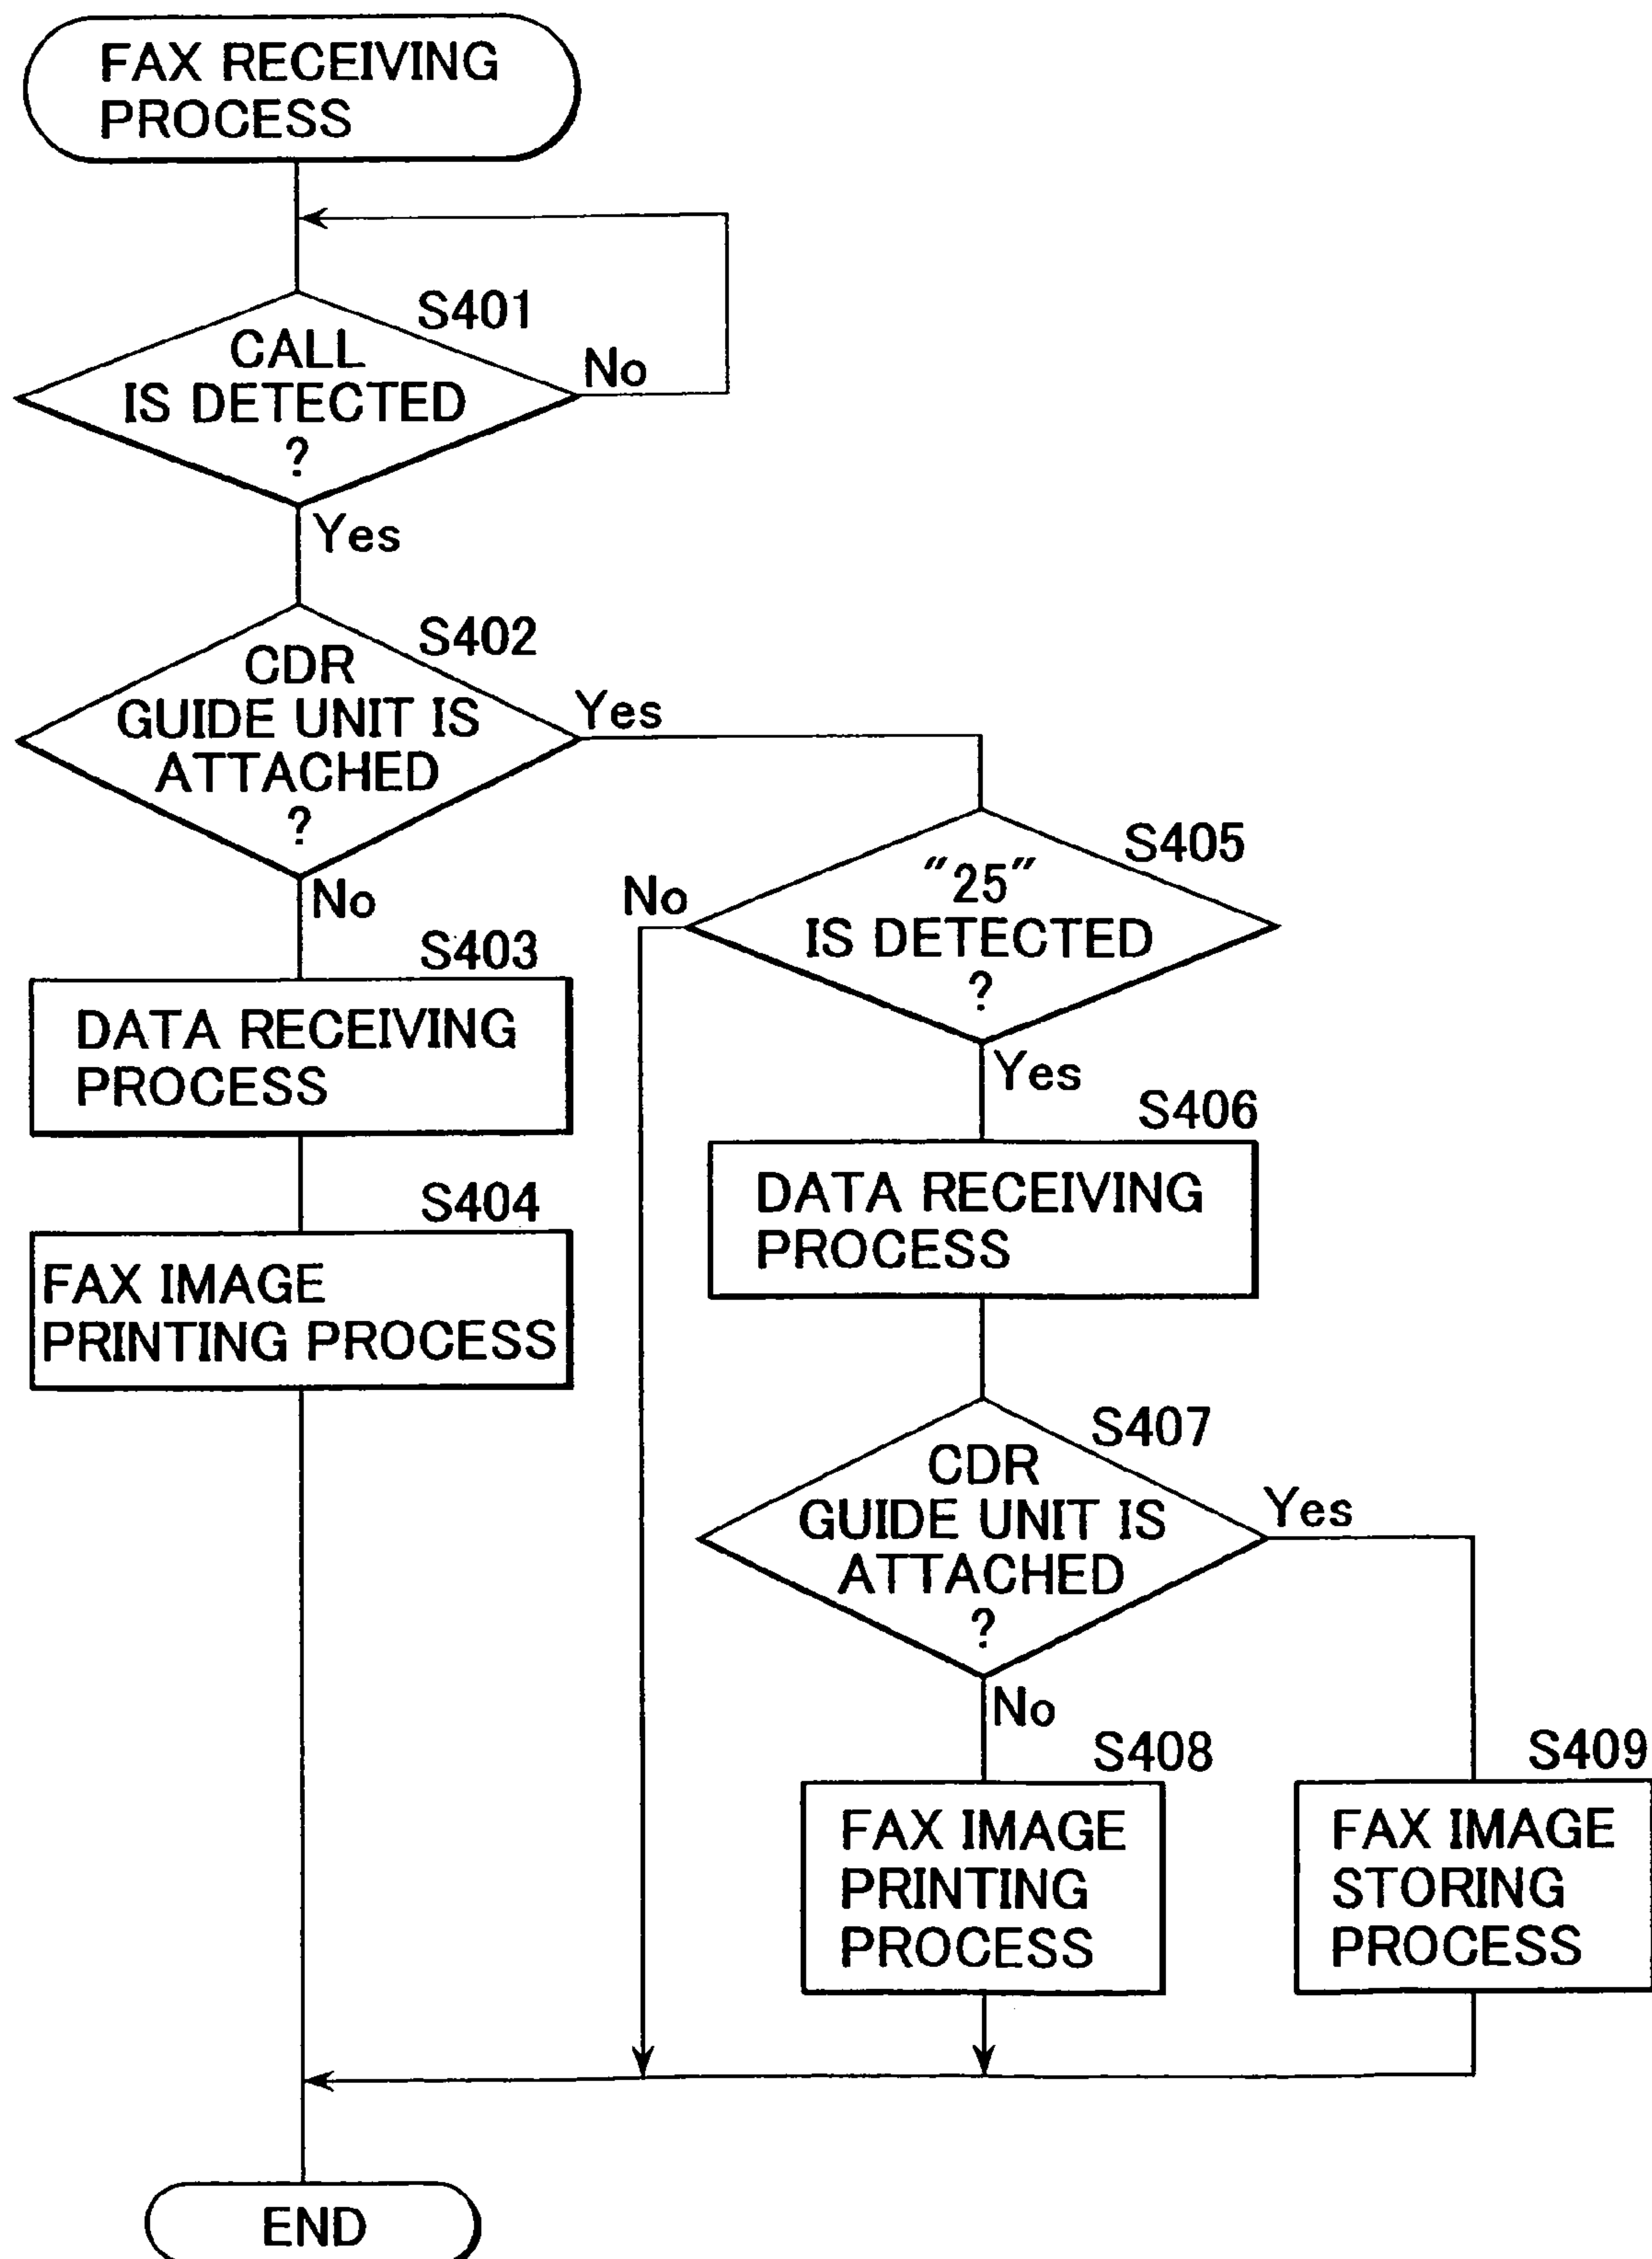 FAX RECEIVING
PROCESS
S401
CALL
IS DETECTED
?
No
Yes
S402
CDR
GUIDE UNIT IS
ATTACHED
?
Yes
No
S403
DATA RECEIVING
PROCESS
S404
FAX IMAGE
PRINTING PROCESS
S405
"25"
IS DETECTED
?
No
Yes
S406
DATA RECEIVING
PROCESS
S407
CDR
GUIDE UNIT IS
ATTACHED
?
Yes
No
S408
FAX IMAGE
PRINTING
PROCESS
S409
FAX IMAGE
STORING
PROCESS
END